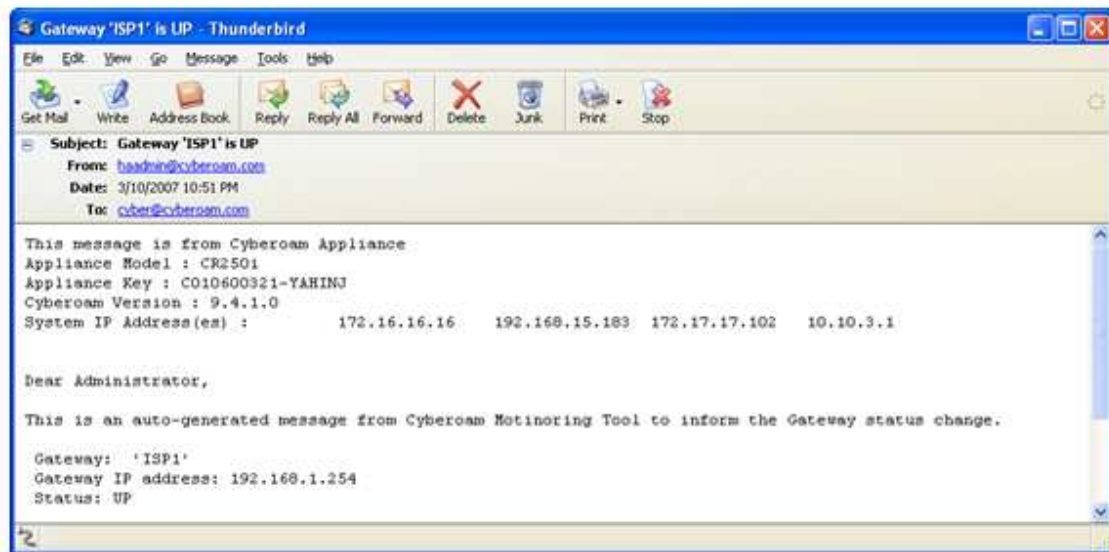 Gateway 'ISP1' is UP - Thunderbird
File Edit View Go Message Tools Help
Get Mail Write Address Book Reply Reply All Forward Delete Junk Print Stop
Subject: Gateway 'ISP1' is UP
From: haadmin@cyberoam.com
Date: 3/10/2007 10:51 PM
To: cyber@cyberoam.com
This message is from Cyberoam Appliance
Appliance Model : CR250i
Appliance Key : C010600321-YAHINJ
Cyberoam Version : 9.4.1.0
System IP Address(es) : 172.16.16.16 192.168.15.183 172.17.17.102 10.10.3.1
Dear Administrator,
This is an auto-generated message from Cyberoam Motinoring Tool to inform the Gateway status change.
Gateway: 'ISP1'
Gateway IP address: 192.168.1.254
Status: UP